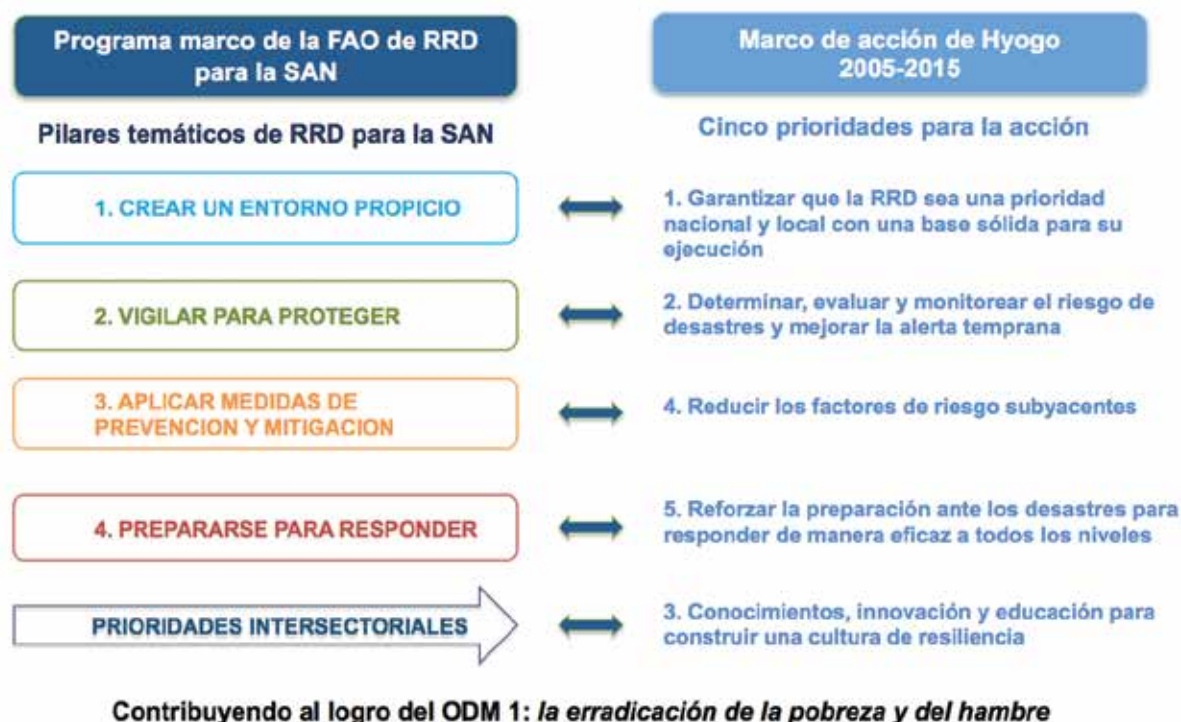 Programa marco de la FAO de RRD
para la SAN
Marco de acción de Hyogo
2005-2015
Pilares temáticos de RRD para la SAN
Cinco prioridades para la acción
1. CREAR UN ENTORNO PROPICIO
1. Garantizar que la RRD sea una prioridad
nacional y local con una base sólida para su
ejecución
2. VIGILAR PARA PROTEGER
2. Determinar, evaluar y monitorear el riesgo de
desastres y mejorar la alerta temprana
3. APLICAR MEDIDAS DE
PREVENCION Y MITIGACION
4. Reducir los factores de riesgo subyacentes
4. PREPARARSE PARA RESPONDER
5. Reforzar la preparación ante los desastres para
responder de manera eficaz a todos los niveles
PRIORIDADES INTERSECTORIALES
3. Conocimientos, innovación y educación para
construir una cultura de resiliencia
Contribuyendo al logro del ODM 1: la erradicación de la pobreza y del hambre